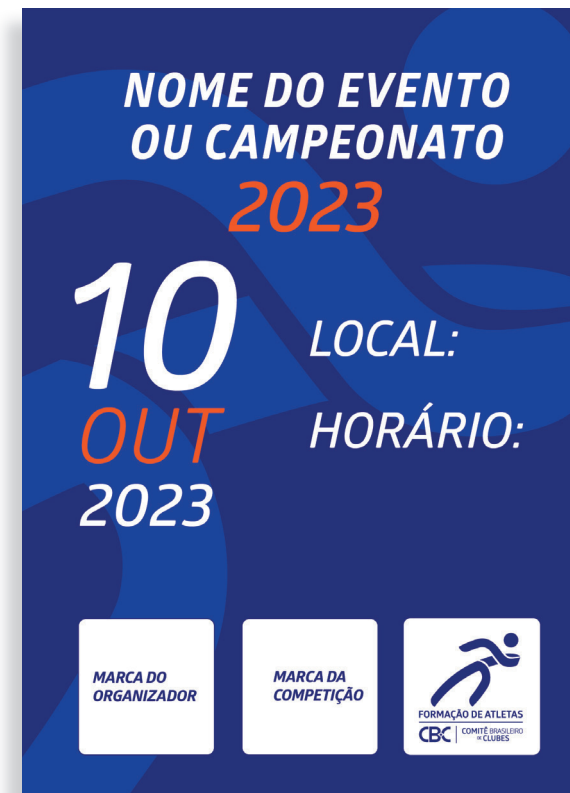 NOME DO EVENTO
OU CAMPEONATO
2023
10
OUT
2023
LOCAL:
HORÁRIO:
MARCA DO
ORGANIZADOR
MARCA DA
COMPETIÇÃO
FORMAÇÃO DE ATLETAS
CBC
COMITÊ BRASILEIRO
DE CLUBES